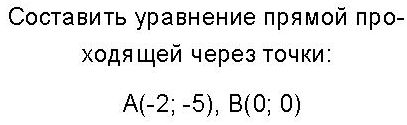 Составить уравнение прямой про-
ходящей через точки:
А(-2; -5), В(0; 0)